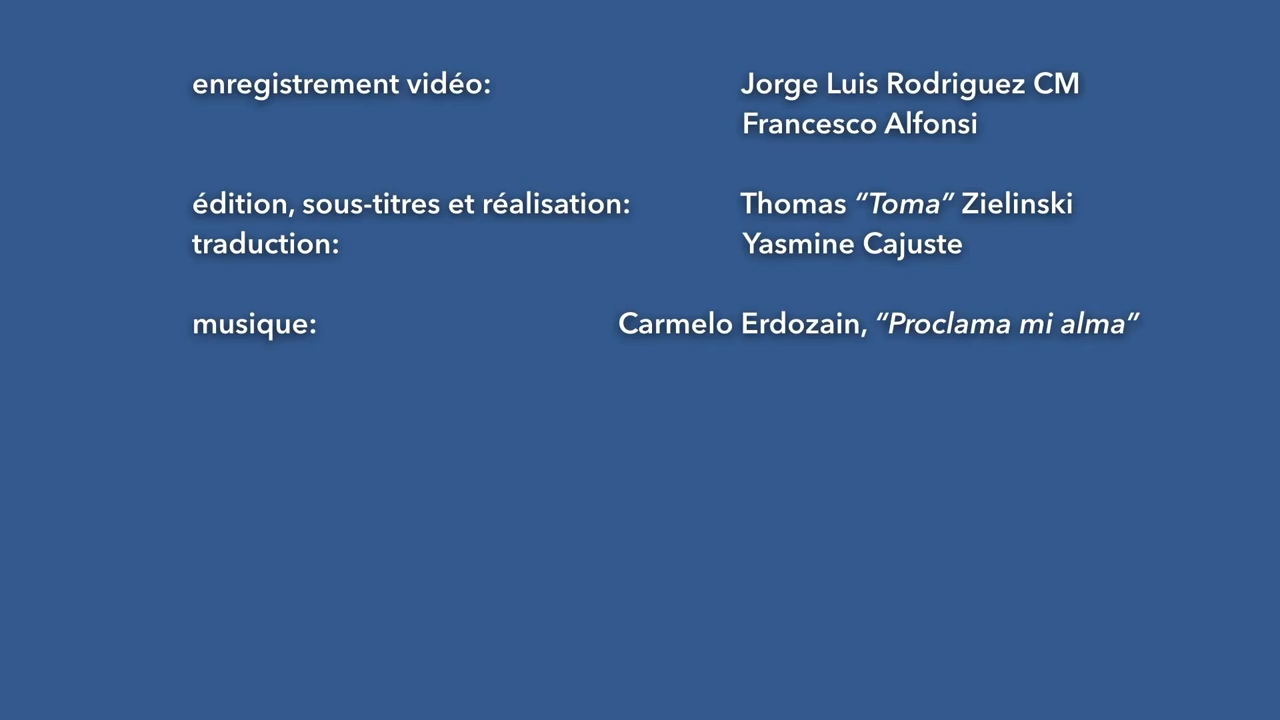 enregistrement vidéo: Jorge Luis Rodriguez CM
Francesco Alfonsi
édition, sous-titres et réalisation: Thomas “Toma” Zielinski
traduction: Yasmine Cajuste
musique: Carmelo Erdozain, “Proclama mi alma”